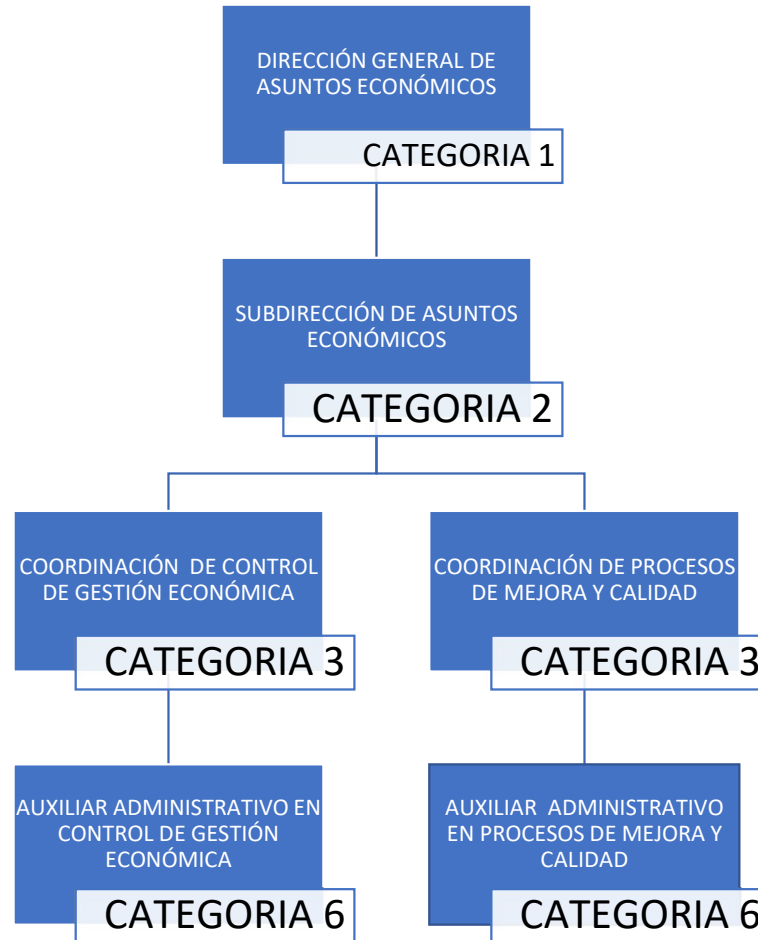 DIRECCIÓN GENERAL DE
ASUNTOS ECONÓMICOS
CATEGORIA 1
SUBDIRECCIÓN DE ASUNTOS
ECONÓMICOS
CATEGORIA 2
COORDINACIÓN DE CONTROL
DE GESTIÓN ECONÓMICA
CATEGORIA 3
COORDINACIÓN DE PROCESOS
DE MEJORA Y CALIDAD
CATEGORIA 3
AUXILIAR ADMINISTRATIVO EN
CONTROL DE GESTIÓN
ECONÓMICA
CATEGORIA 6
AUXILIAR ADMINISTRATIVO
EN PROCESOS DE MEJORA Y
CALIDAD
CATEGORIA 6